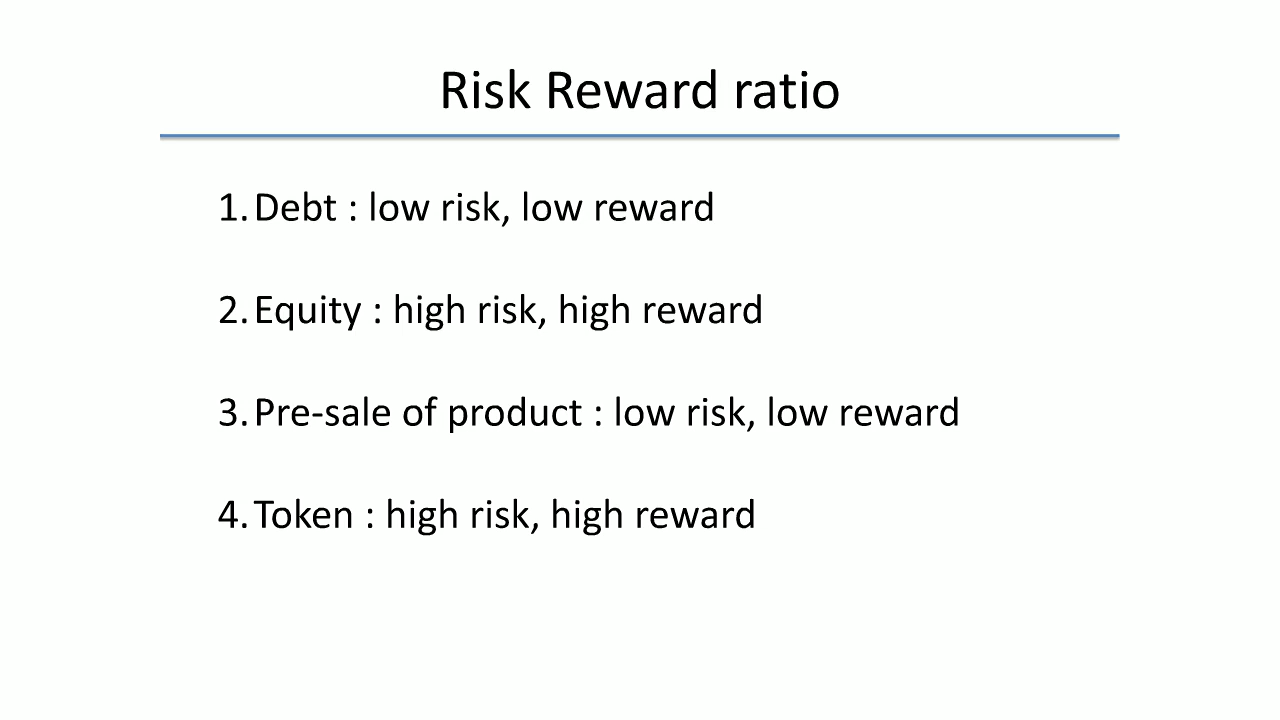 Risk Reward ratio
1. Debt : low risk, low reward
2. Equity : high risk, high reward
3. Pre-sale of product : low risk, low reward
4. Token : high risk, high reward